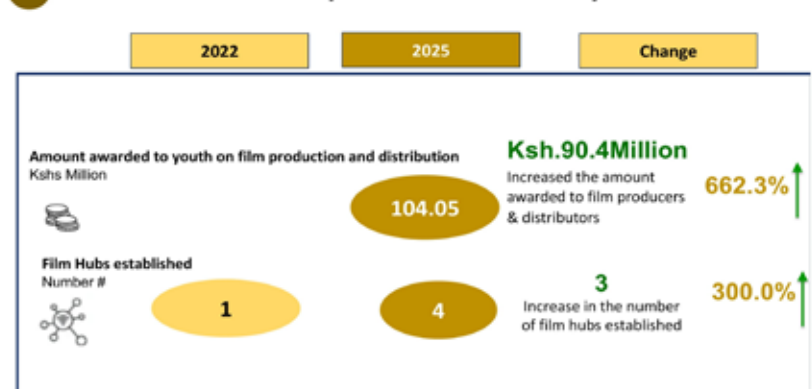 2022
2025
Change
Amount awarded to youth on film production and distribution
Kshs Million
104.05
Ksh.90.4Million
Increased the amount
awarded to film producers
& distributors
662.3%
Film Hubs established
Number #
1
4
3
Increase in the number
of film hubs established
300.0%